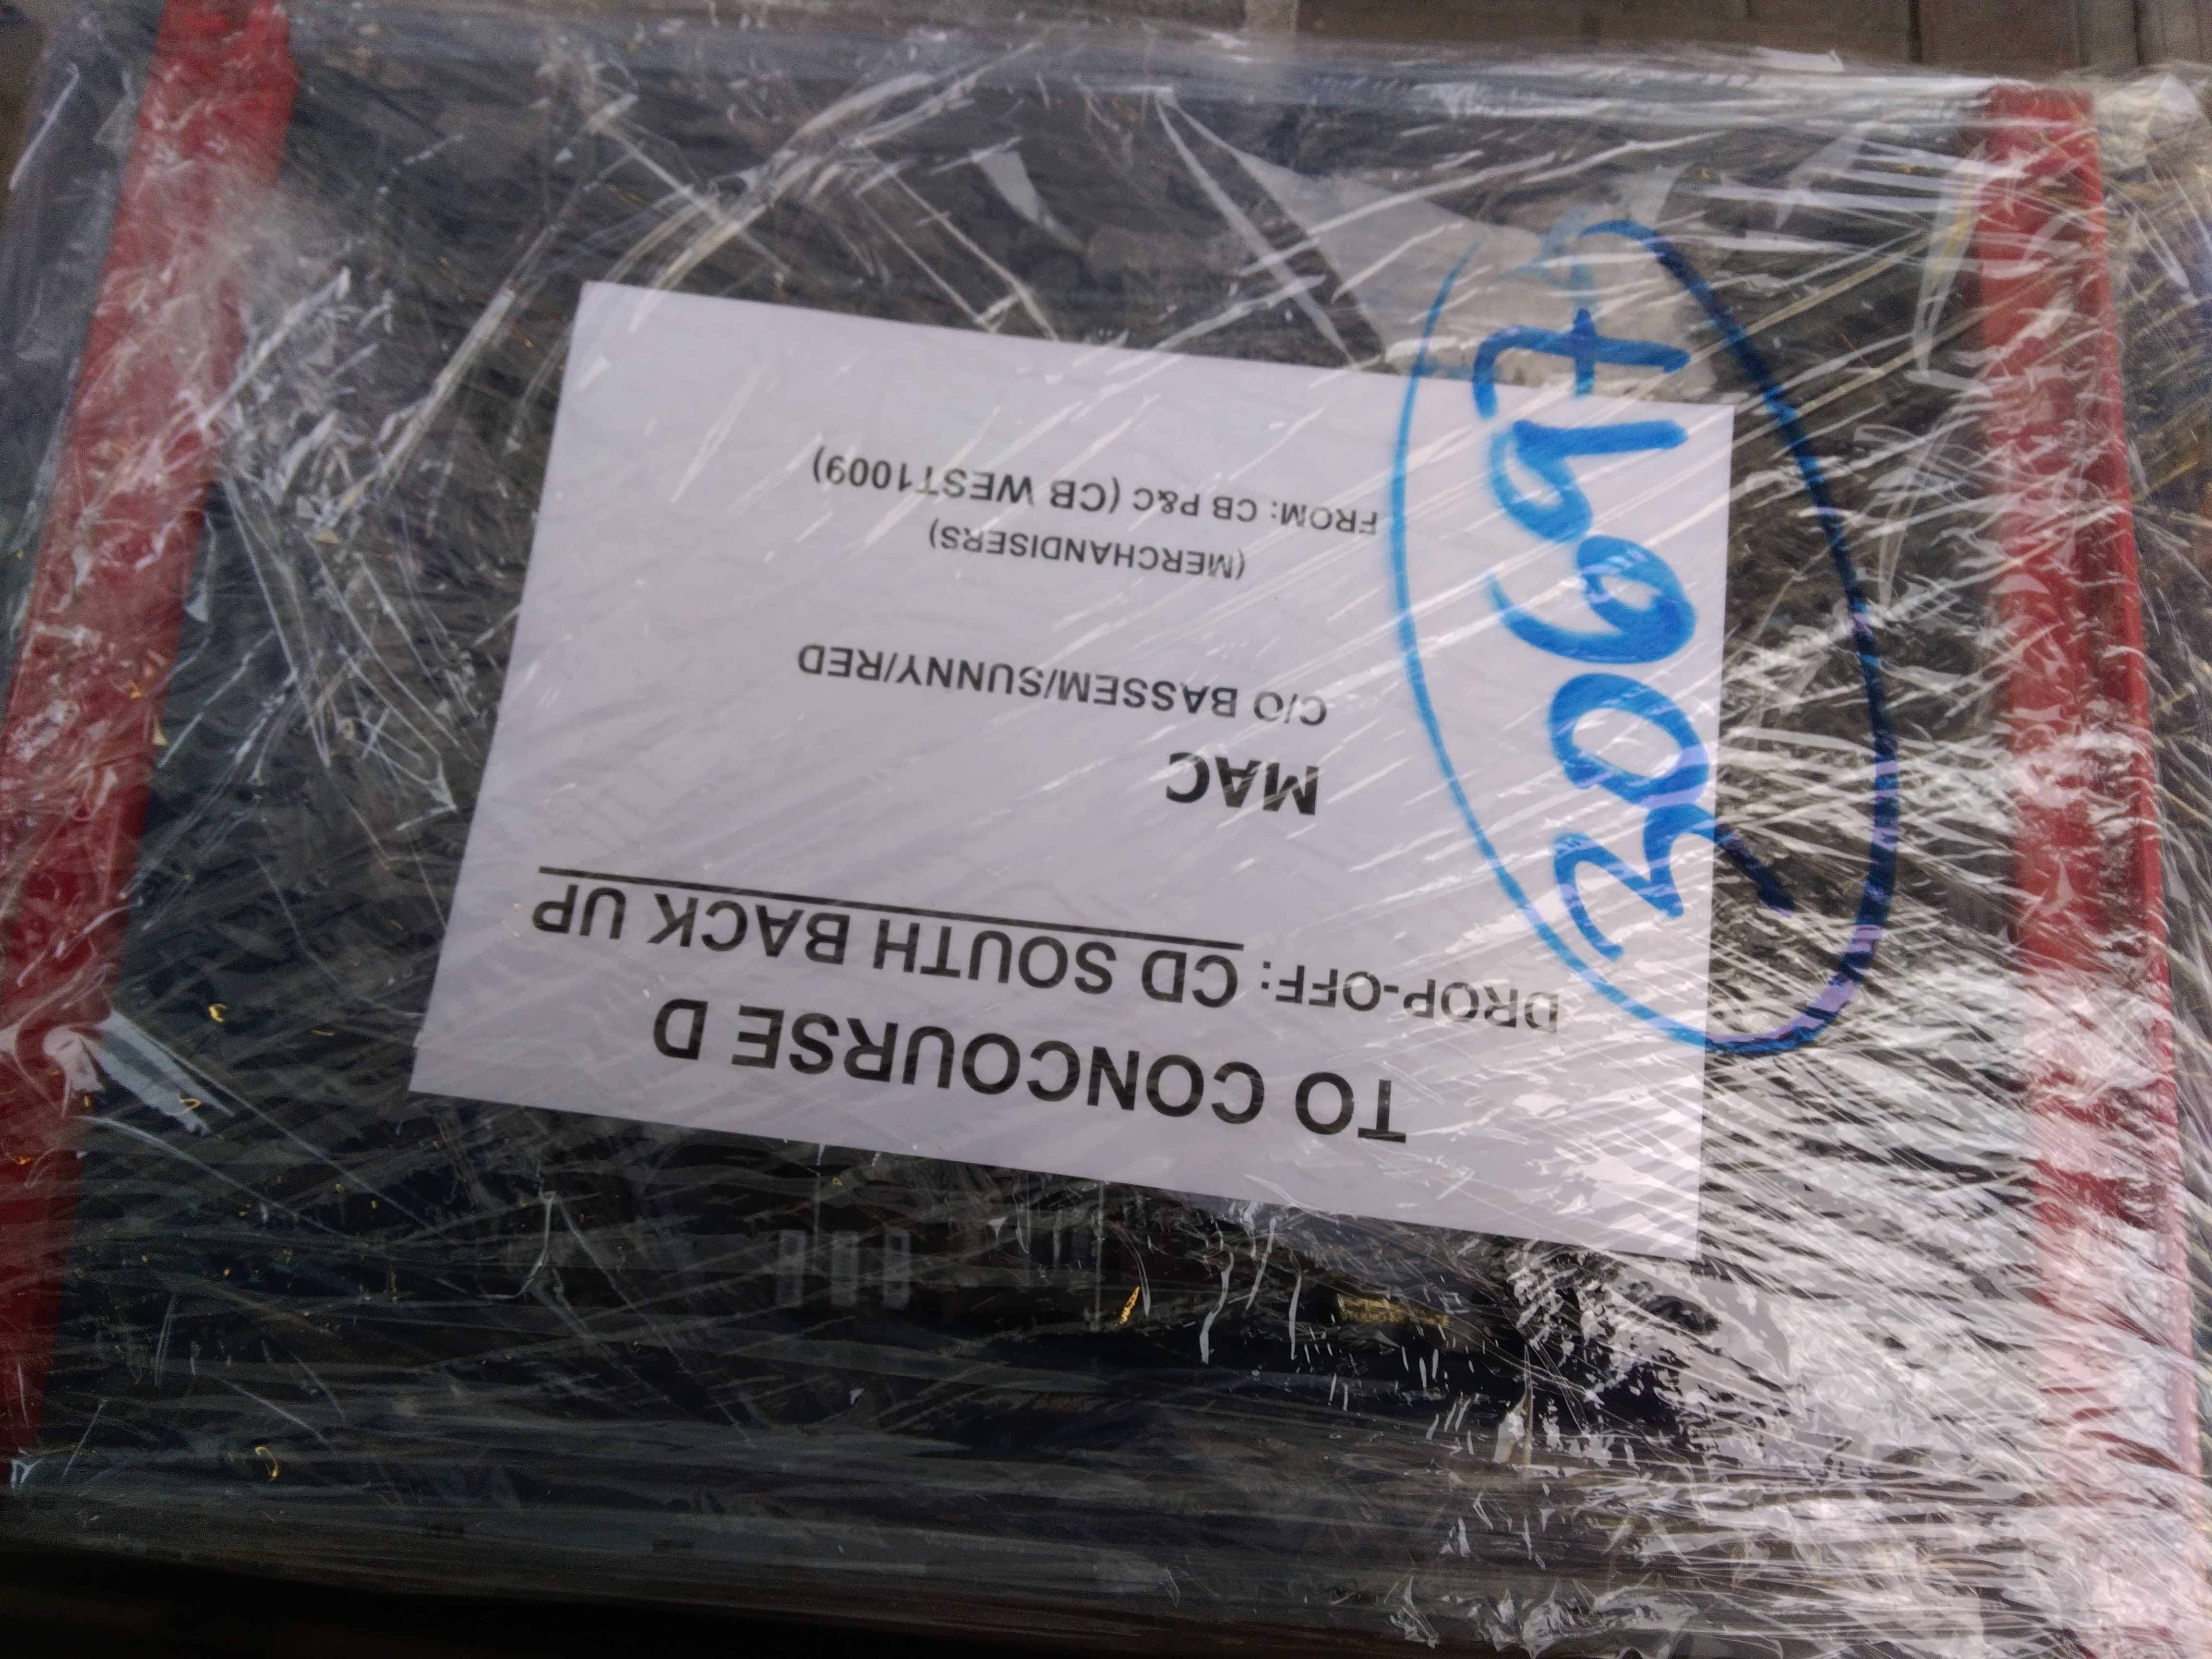 TO CONCOURSE D
DROP-OFF: CD SOUTH BACK UP
MAC
C/O BASSEM/SUNNY/RED
(MERCHANDISERS)
FROM: CB P&C (CB WEST1009)
30697